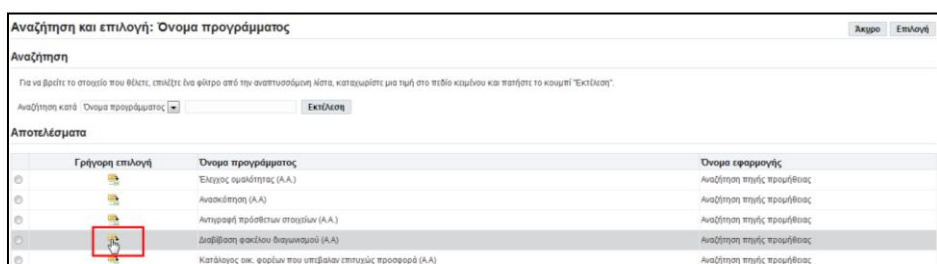 Αναζήτηση και επιλογή: Όνομα προγράμματος
Άκυρο Επιλογή
Αναζήτηση
Για να βρείτε το στοιχείο που θέλετε, επιλέξτε ένα φίλτρο από την αναπτυσσόμενη λίστα, καταχωρίστε μια τιμή στο πεδίο κειμένου και πατήστε το κουμπί "Εκτέλεση".
Αναζήτηση κατά Όνομα προγράμματος Εκτέλεση
Αποτελέσματα
Γρήγορη επιλογή Όνομα προγράμματος Όνομα εφαρμογής
Έλεγχος ομαλότητας (Α.Α.) Αναζήτηση πηγής προμήθειας
Ανασκόπηση (Α.Α) Αναζήτηση πηγής προμήθειας
Αντιγραφή πρόσθετων στοιχείων (Α.Α.) Αναζήτηση πηγής προμήθειας
Διαβίβαση φακέλου διαγωνισμού (Α.Α) Αναζήτηση πηγής προμήθειας
Κατάλογος οικ. φορέων που υπεβαλαν επιτυχώς προσφορά (Α.Α) Αναζήτηση πηγής προμήθειας